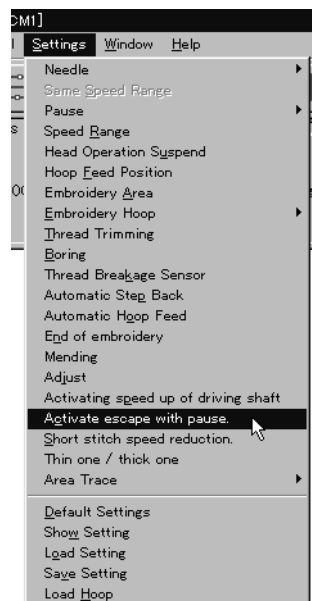 CM1]
Settings Window Help
Needle
Same Speed Range
Pause
Speed Range
Head Operation Suspend
Hoop Feed Position
Embroidery Area
Embroidery Hoop
Thread Trimming
Boring
Thread Breakage Sensor
Automatic Step Back
Automatic Hoop Feed
End of embroidery
Mending
Adjust
Activating speed up of driving shaft
Activate escape with pause.
Short stitch speed reduction.
Thin one / thick one
Area Trace
Default Settings
Show Setting
Load Setting
Save Setting
Load Hoop